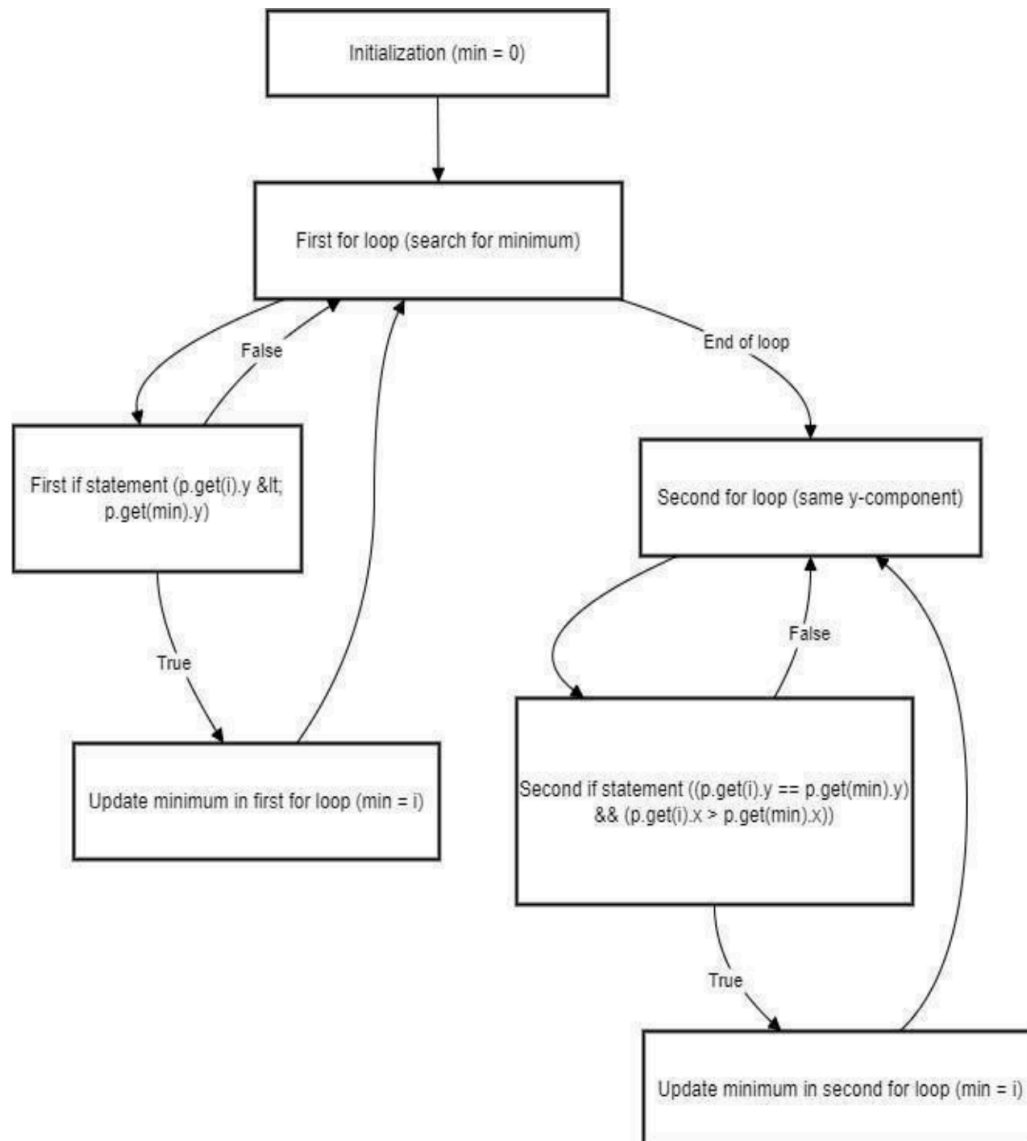 Initialization (min = 0)
First for loop (search for minimum)
False
End of loop
First if statement (p.get(i).y &lt;
p.get(min).y)
Second for loop (same y-component)
True
False
Update minimum in first for loop (min = i)
Second if statement ((p.get(i).y == p.get(min).y)
&& (p.get(i).x > p.get(min).x))
True
Update minimum in second for loop (min = i)